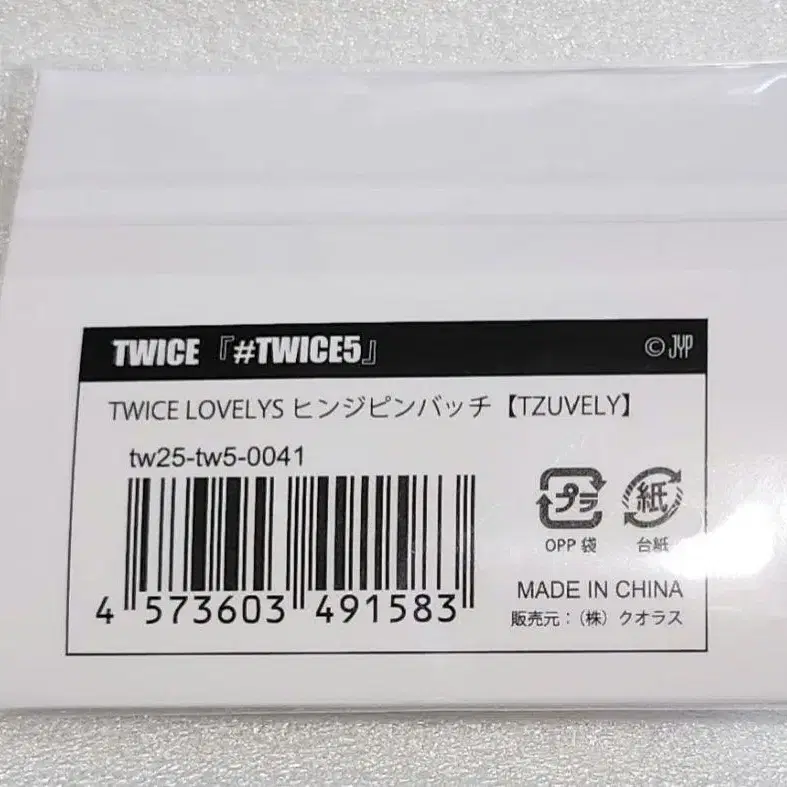 TWICE『#TWICE5』 © JYP
TWICE LOVELYS ヒンジピンバッチ【TZUVELY】
tw25-tw5-0041
4 573603 491583
プラ 紙
OPP 袋 台紙
MADE IN CHINA
販売元：（株）クオラス